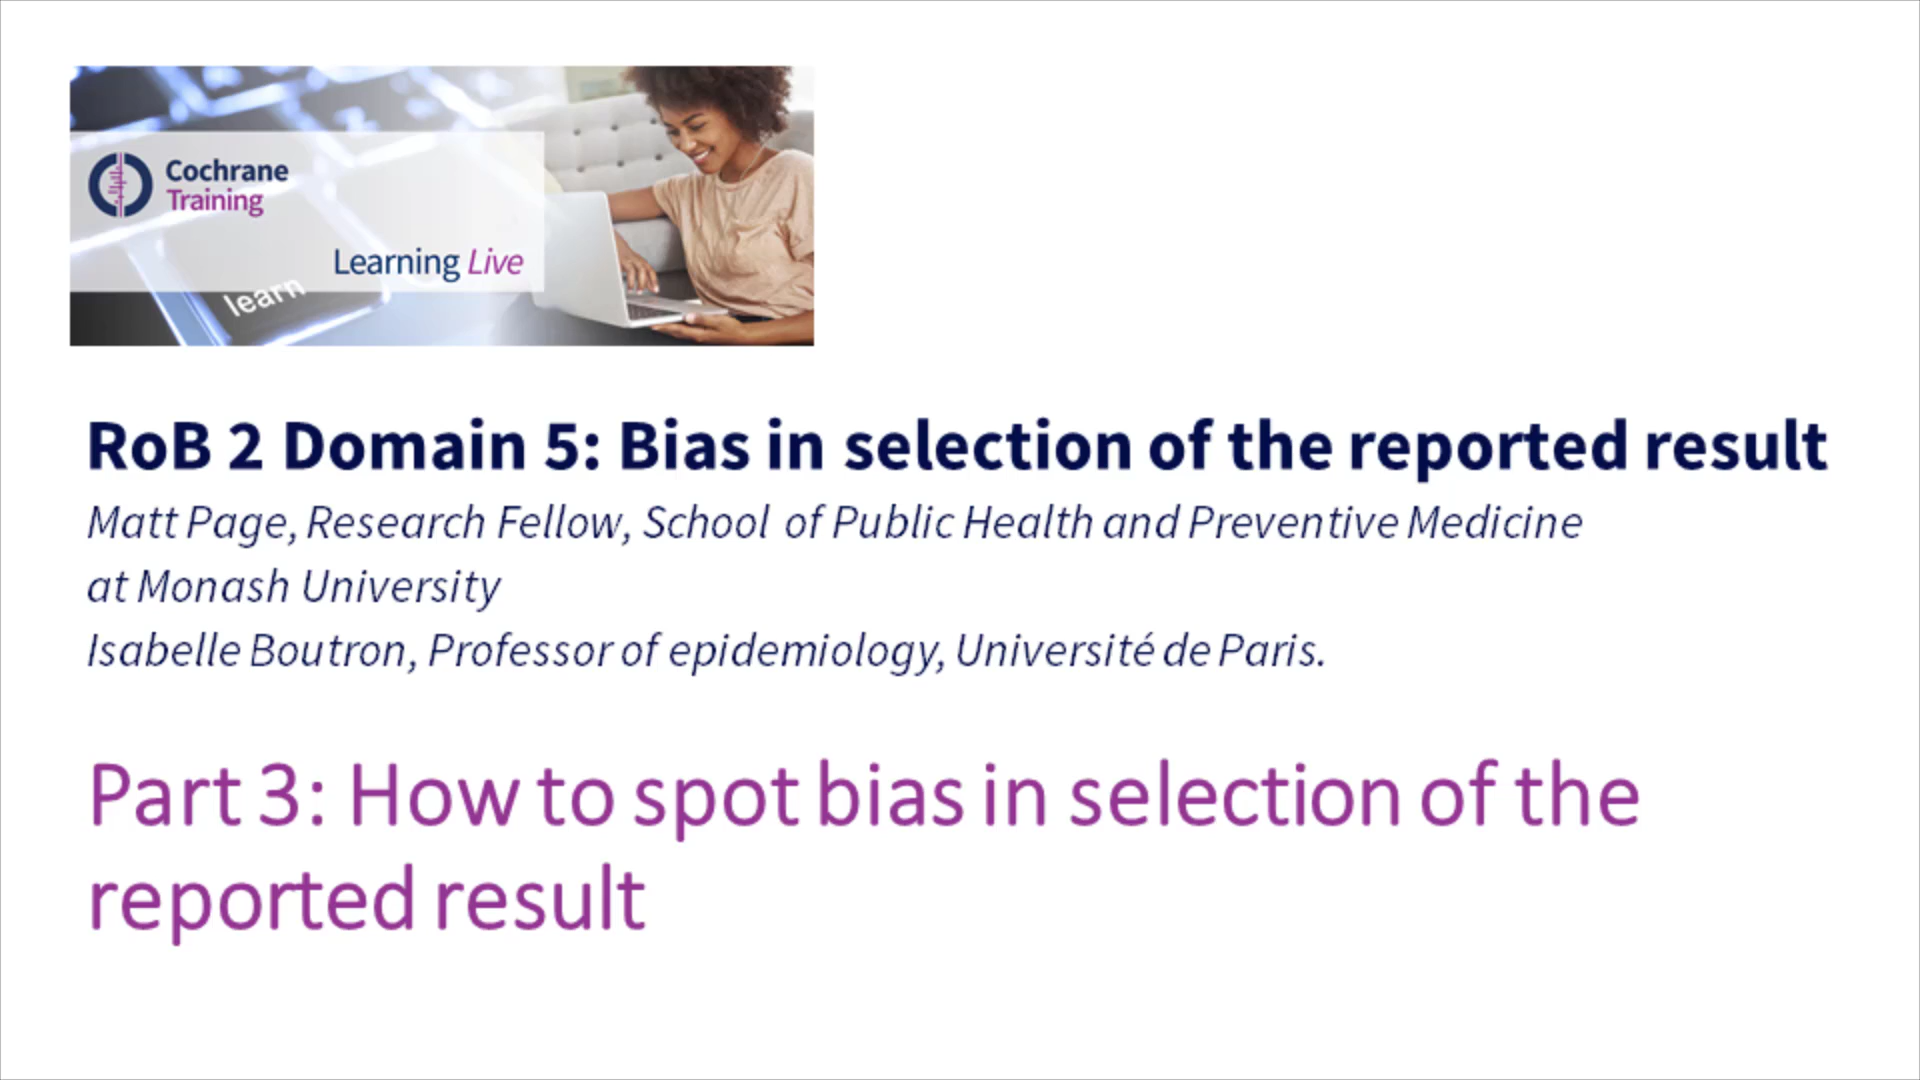 Cochrane
Training
Learning Live
learn
RoB 2 Domain 5: Bias in selection of the reported result
Matt Page, Research Fellow, School of Public Health and Preventive Medicine
at Monash University
Isabelle Boutron, Professor of epidemiology, Université de Paris.
Part 3: How to spot bias in selection of the
reported result